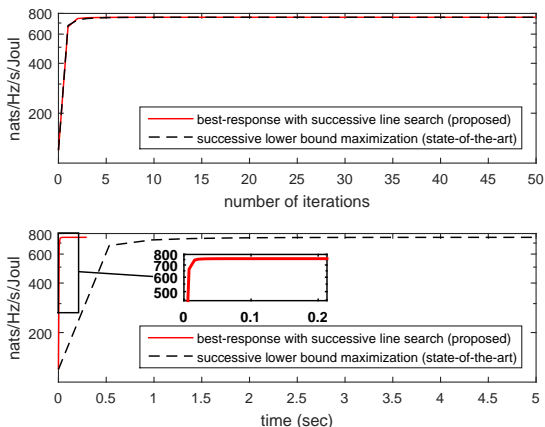 800
600
400
200
nats/Hz/s/Joul
best-response with successive line search (proposed)
successive lower bound maximization (state-of-the-art)
0 5 10 15 20 25 30 35 40 45 50
number of iterations
800
600
400
200
nats/Hz/s/Joul
800
700
600
500
0 0.1 0.2
best-response with successive line search (proposed)
successive lower bound maximization (state-of-the-art)
0 0.5 1 1.5 2 2.5 3 3.5 4 4.5 5
time (sec)